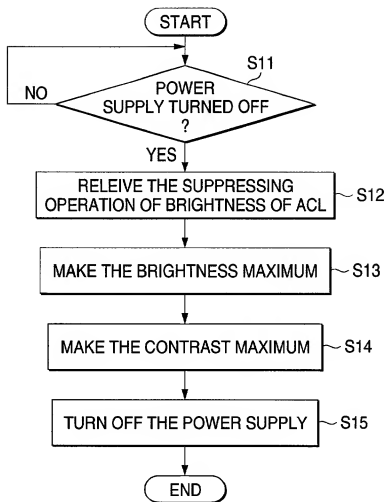 START
S11
POWER
SUPPLY TURNED OFF
?
NO
YES
RELEIVE THE SUPPRESSING
OPERATION OF BRIGHTNESS OF ACL
S12
MAKE THE BRIGHTNESS MAXIMUM
S13
MAKE THE CONTRAST MAXIMUM
S14
TURN OFF THE POWER SUPPLY
S15
END